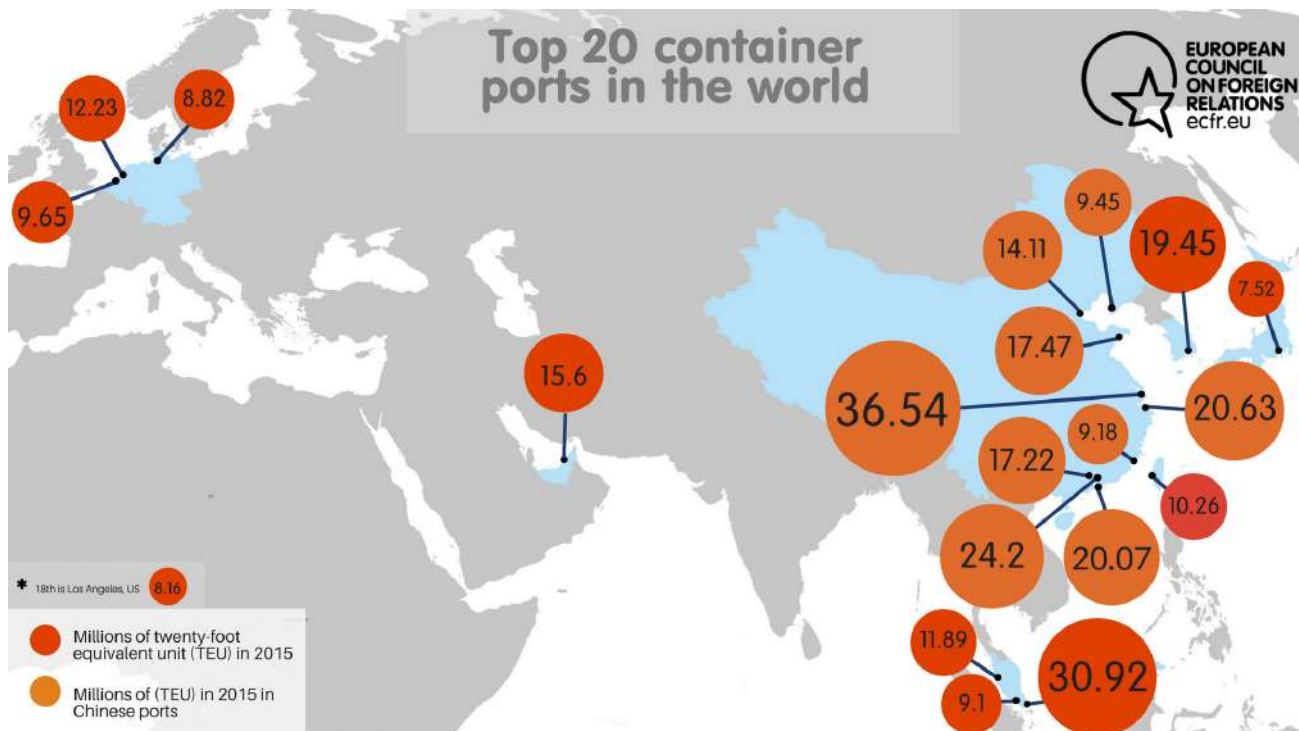 Top 20 container
ports in the world
EUROPEAN
COUNCIL
ON FOREIGN
RELATIONS
ecfr.eu
12.23
8.82
9.65
9.45
14.11
19.45
7.52
17.47
15.6
36.54
20.63
9.18
17.22
10.26
24.2
20.07
11.89
30.92
9.1
* 18th is Los Angeles, US 8.16
Millions of twenty-foot
equivalent unit (TEU) in 2015
Millions of (TEU) in 2015 in
Chinese ports